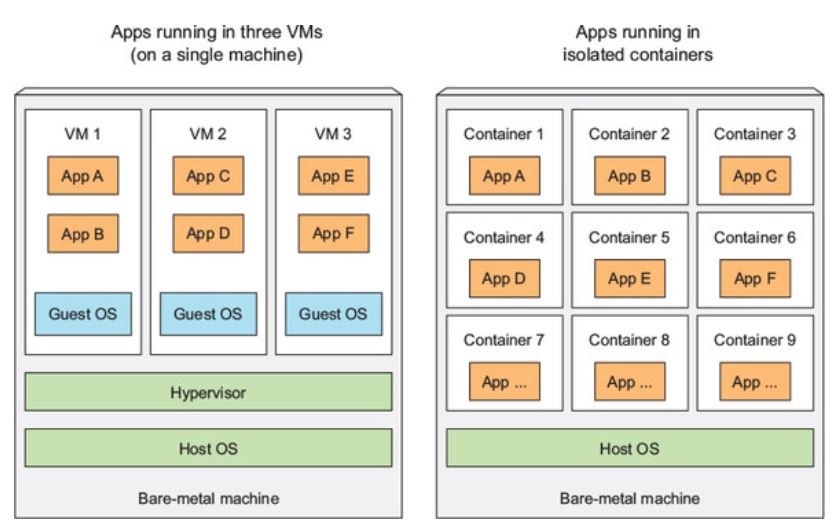 Apps running in three VMs
(on a single machine)
VM 1
VM 2
VM 3
App A
App C
App E
App B
App D
App F
Guest OS
Guest OS
Guest OS
Hypervisor
Host OS
Bare-metal machine
Apps running in
isolated containers
Container 1
Container 2
Container 3
App A
App B
App C
Container 4
Container 5
Container 6
App D
App E
App F
Container 7
Container 8
Container 9
App ...
App ...
App ...
Host OS
Bare-metal machine